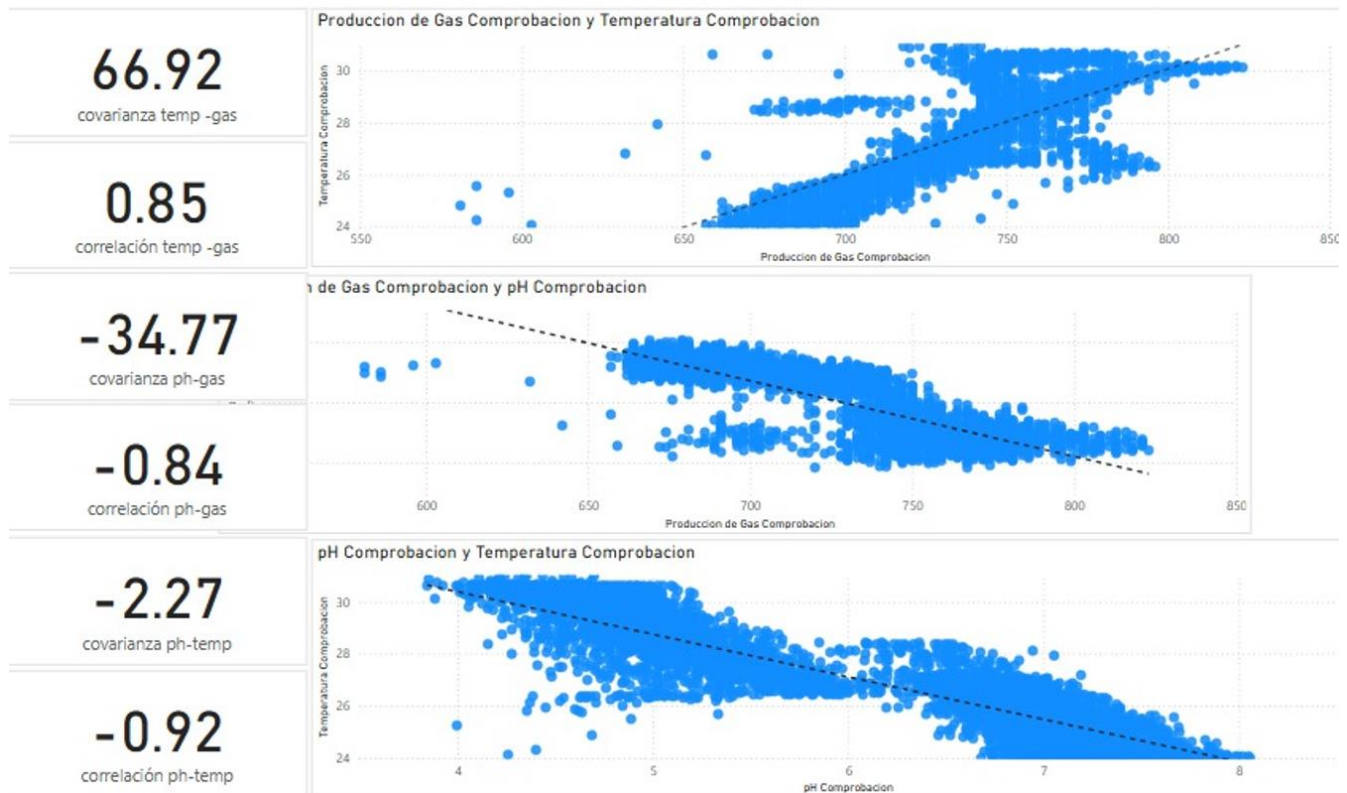 66.92
covarianza temp -gas
0.85
correlación temp -gas
-34.77
covarianza ph-gas
-0.84
correlación ph-gas
-2.27
covarianza ph-temp
-0.92
correlación ph-temp
Produccion de Gas Comprobacion y Temperatura Comprobacion
Temperatura Comprobacion
30
28
26
24
550 600 650 700 750 800 850
Produccion de Gas Comprobacion
de Gas Comprobacion y pH Comprobacion
600 650 700 750 800 850
Produccion de Gas Comprobacion
pH Comprobacion y Temperatura Comprobacion
Temperatura Comprobacion
30
28
26
24
4 5 6 7 8
pH Comprobacion